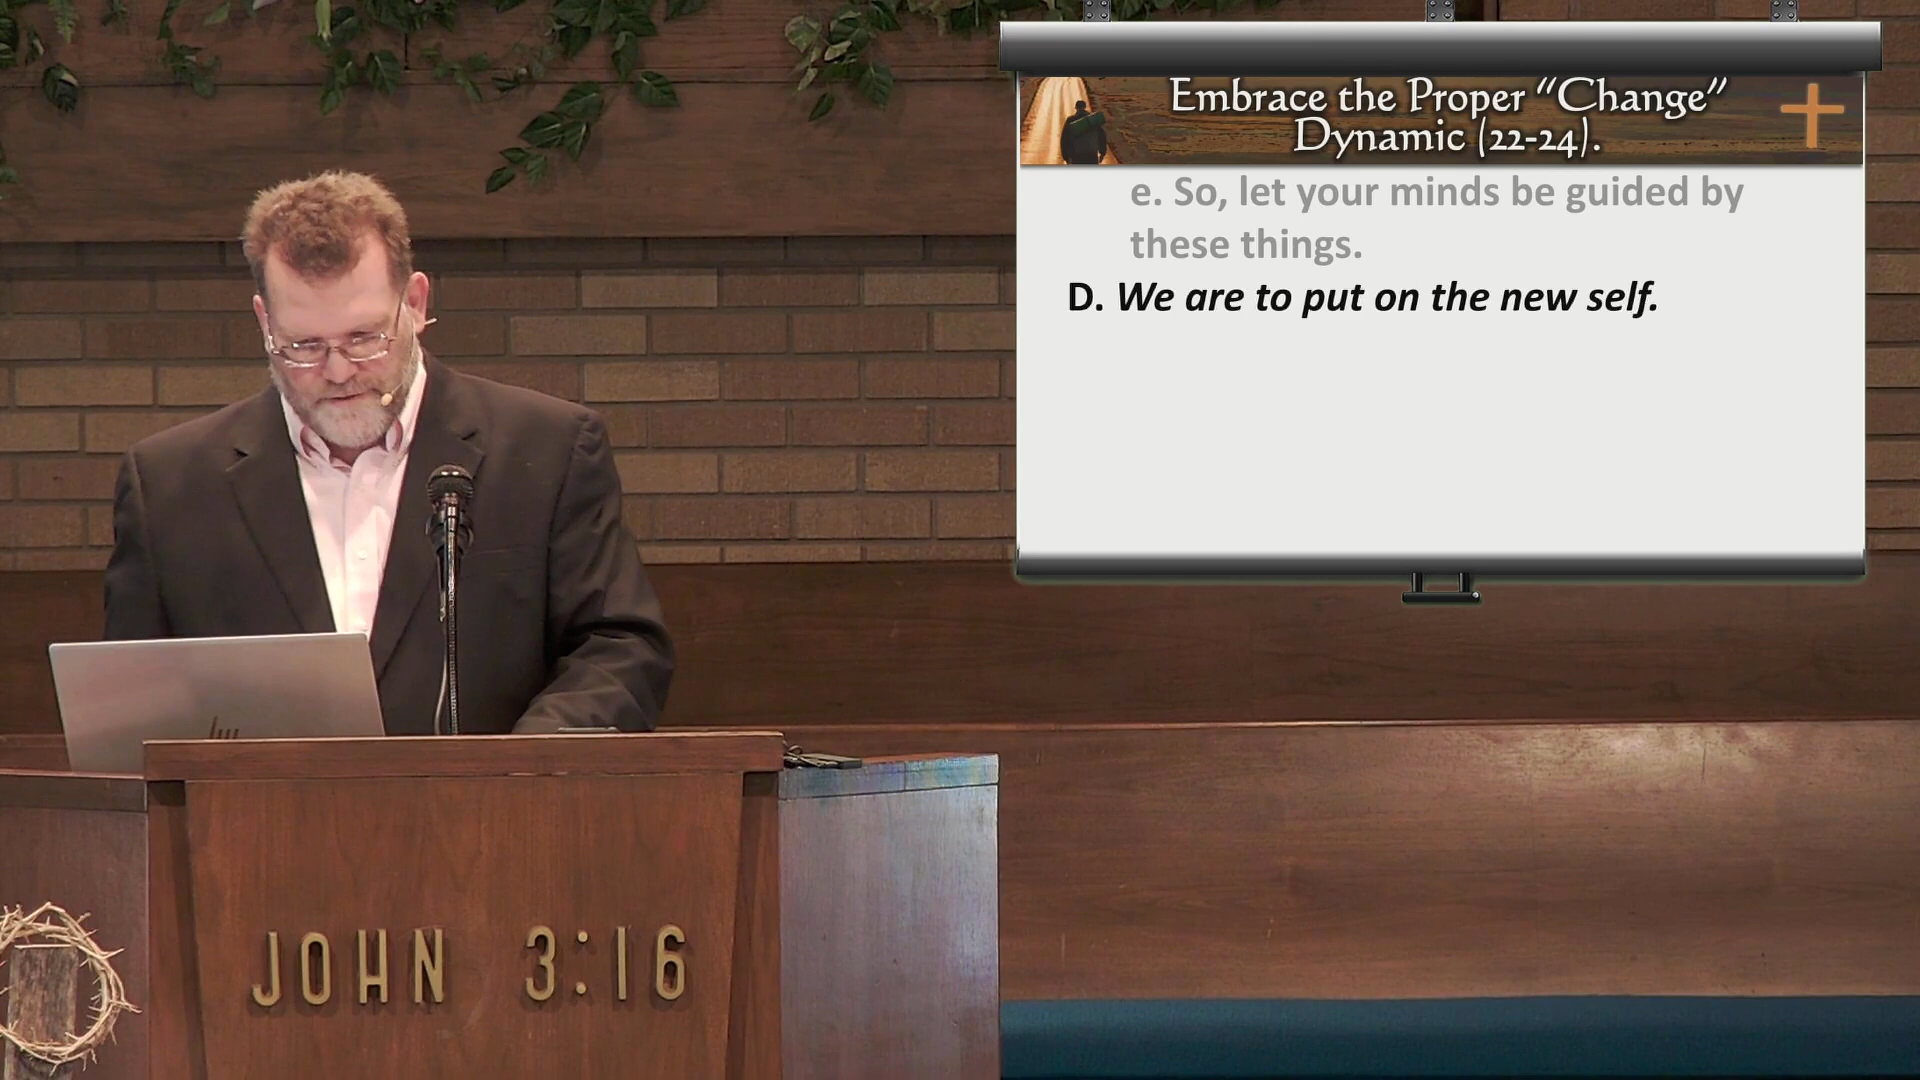 Embrace the Proper “Change”
Dynamic (22-24).
e. So, let your minds be guided by
these things.
D. We are to put on the new self.
JOHN 3:16